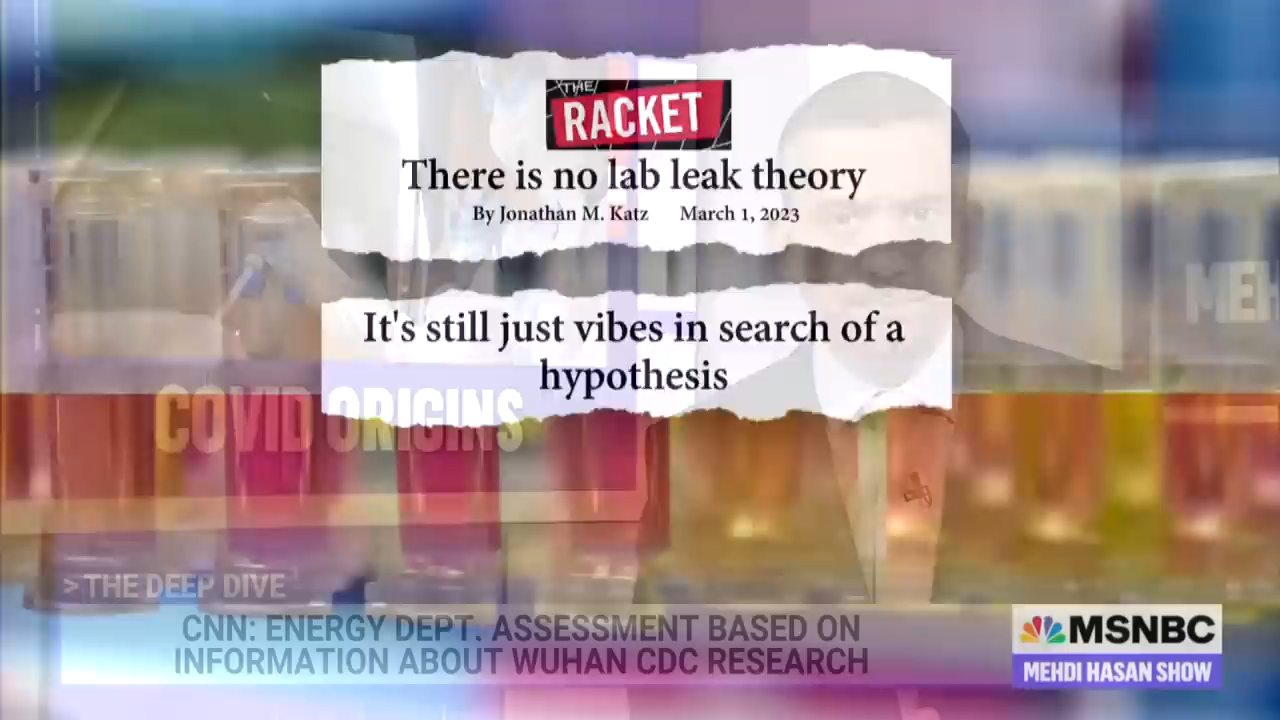 THE
RACKET
There is no lab leak theory
By Jonathan M. Katz March 1, 2023
It's still just vibes in search of a
hypothesis
MEH
COVID ORIGINS
> THE DEEP DIVE
CNN: ENERGY DEPT. ASSESSMENT BASED ON
INFORMATION ABOUT WUHAN CDC RESEARCH
MSNBC
MEHDI HASAN SHOW